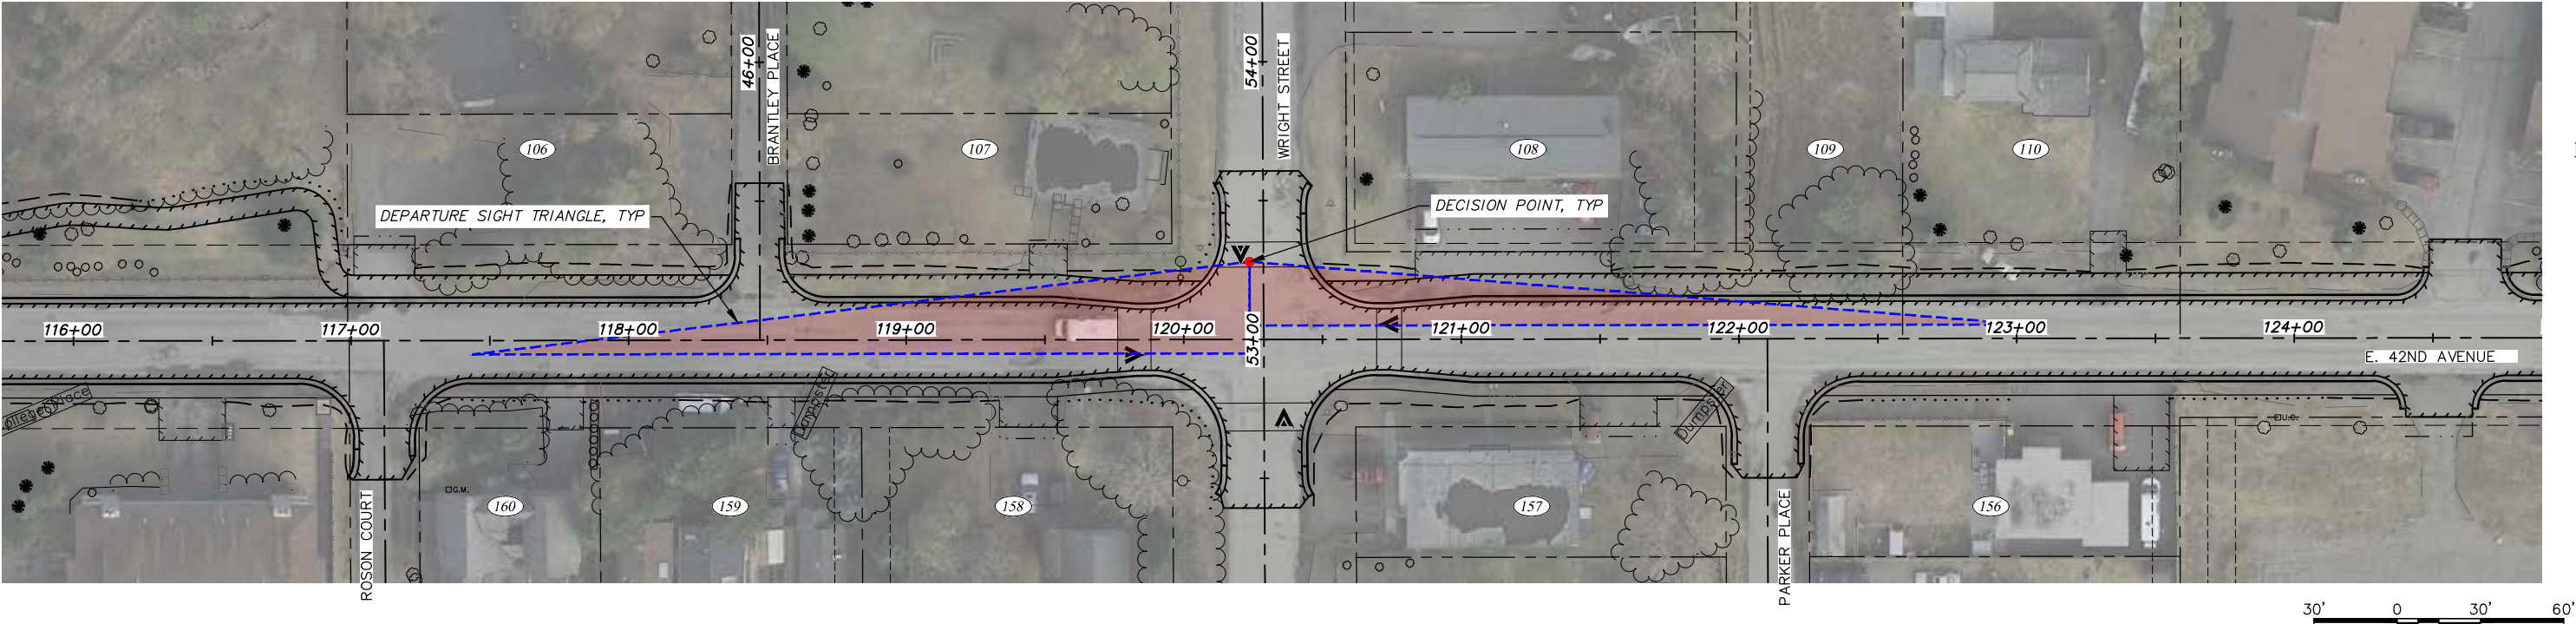 46+00
BRANTLEY PLACE
54+00
WRIGHT STREET
106
107
108
109
110
DEPARTURE SIGHT TRIANGLE, TYP
DECISION POINT, TYP
116+00
117+00
118+00
119+00
120+00
53+00
121+00
122+00
123+00
124+00
E. 42ND AVENUE
ollege Place
Dumpster
Dumpster
U.C.
G.M.
160
159
158
157
156
ROSON COURT
PARKER PLACE
30' 0 30' 60'